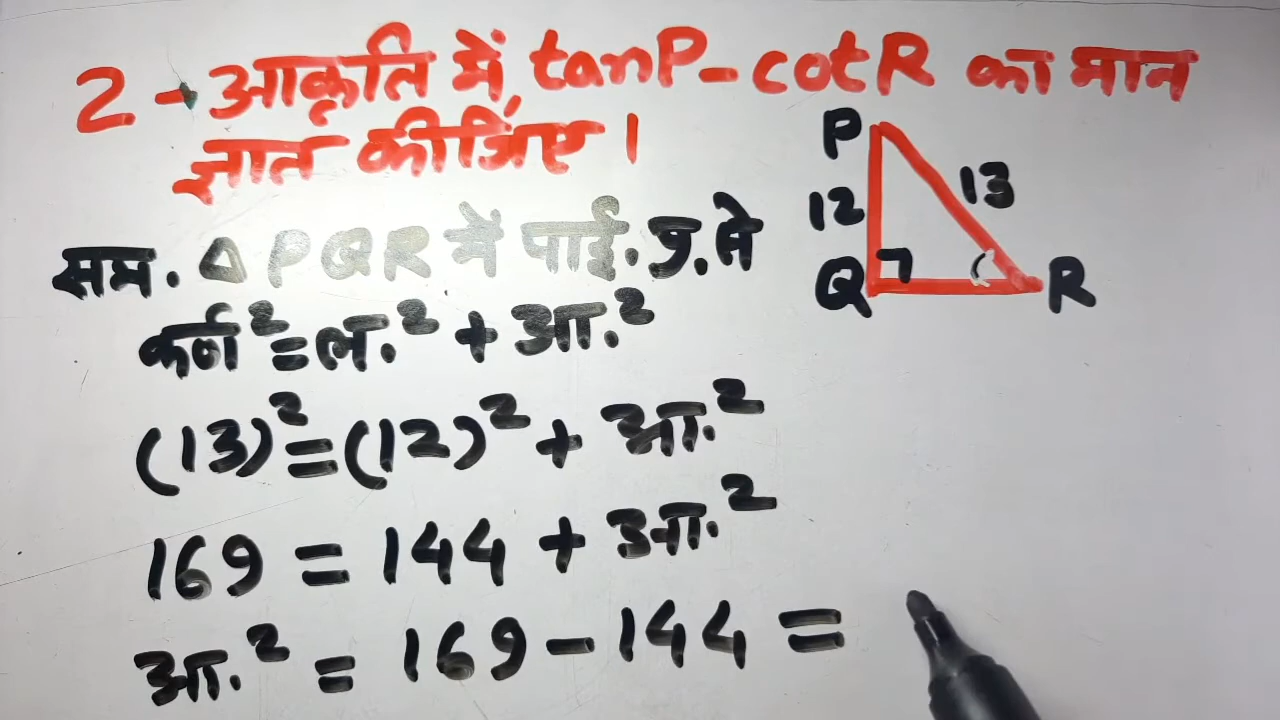 2 - आकृति में tanP - cotR का मान
ज्ञात कीजिए ।
P
13
12
Q
R
सम. Δ PQR में पाई. प्र. से
कर्ण² = ल.² + आ.²
(13)² = (12)² + आ.²
169 = 144 + आ.²
आ.² = 169 - 144 =